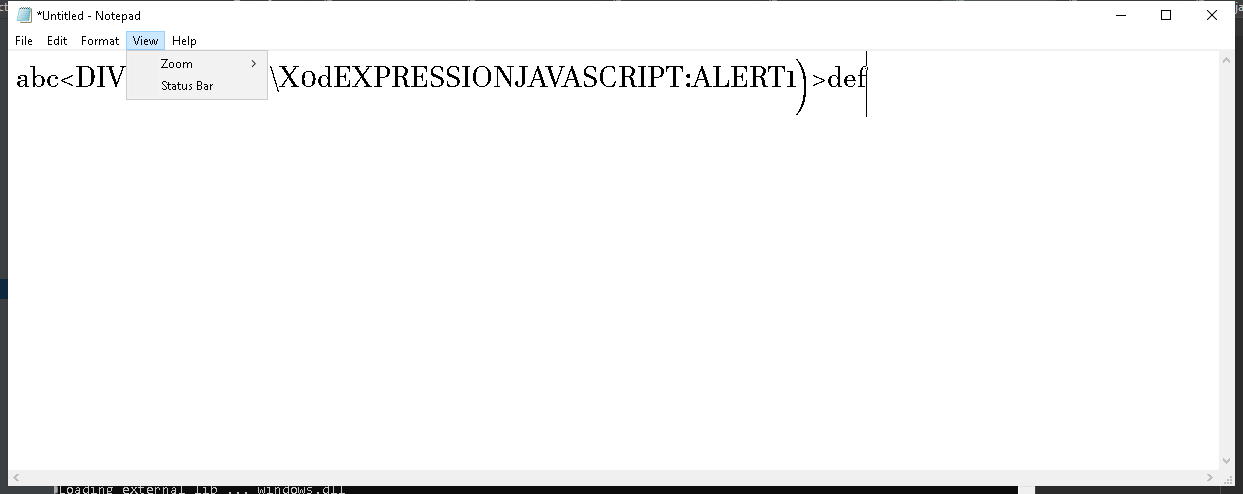 *Untitled - Notepad
File Edit Format View Help
Zoom
Status Bar
abc<DIV \X0dEXPRESSIONJAVASCRIPT:ALERT1)>def
Loading external lib ... windows.dll